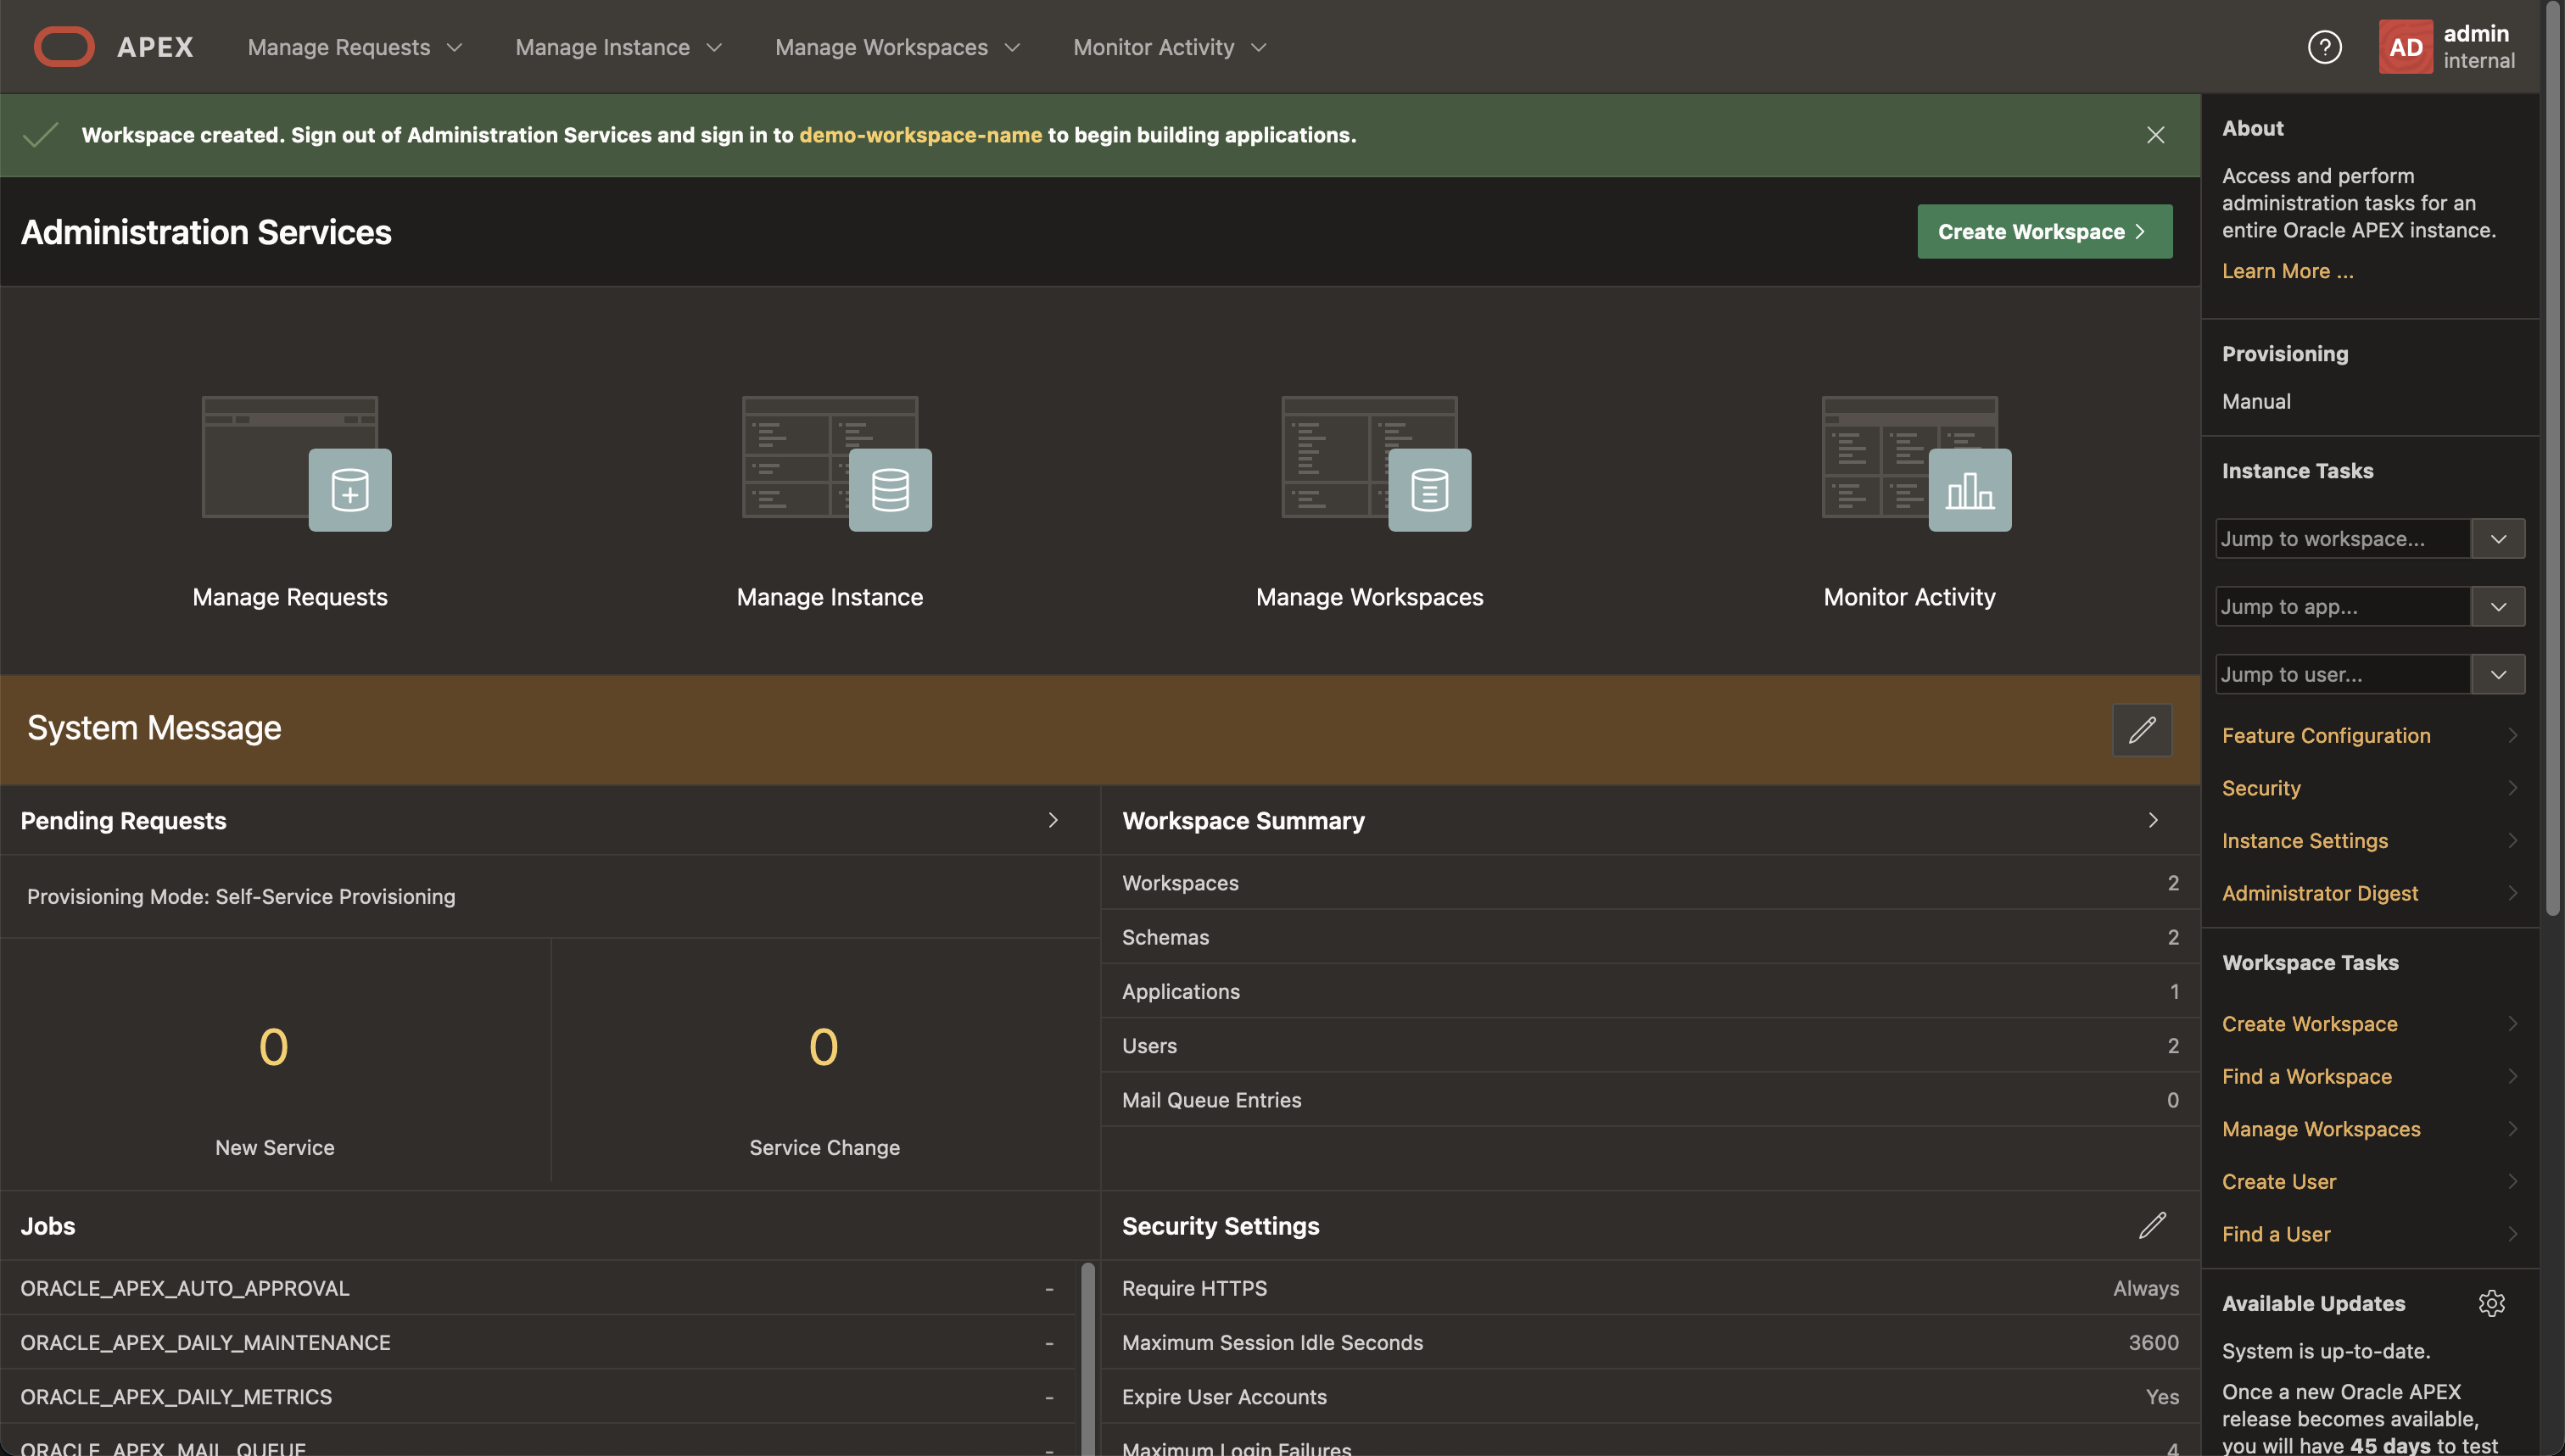 APEX
Manage Requests
Manage Instance
Manage Workspaces
Monitor Activity
?
AD
admin
internal
Workspace created. Sign out of Administration Services and sign in to demo-workspace-name to begin building applications.
Administration Services
Create Workspace
Manage Requests
Manage Instance
Manage Workspaces
Monitor Activity
System Message
Pending Requests
Provisioning Mode: Self-Service Provisioning
0
New Service
0
Service Change
Workspace Summary
Workspaces 2
Schemas 2
Applications 1
Users 2
Mail Queue Entries 0
Jobs
ORACLE_APEX_AUTO_APPROVAL -
ORACLE_APEX_DAILY_MAINTENANCE -
ORACLE_APEX_DAILY_METRICS -
ORACLE_APEX_MAIL_QUEUE -
Security Settings
Require HTTPS Always
Maximum Session Idle Seconds 3600
Expire User Accounts Yes
Maximum Login Failures 4
About
Access and perform
administration tasks for an
entire Oracle APEX instance.
Learn More ...
Provisioning
Manual
Instance Tasks
Jump to workspace...
Jump to app...
Jump to user...
Feature Configuration
Security
Instance Settings
Administrator Digest
Workspace Tasks
Create Workspace
Find a Workspace
Manage Workspaces
Create User
Find a User
Available Updates
System is up-to-date.
Once a new Oracle APEX
release becomes available,
you will have 45 days to test